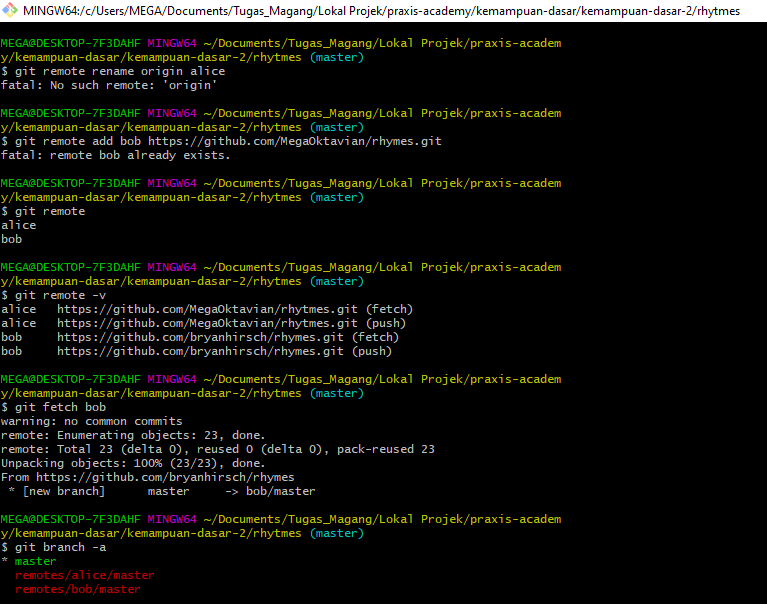 MINGW64:/c/Users/MEGA/Documents/Tugas_Magang/Lokal Projek/praxis-academy/kemampuan-dasar/kemampuan-dasar-2/rhytmes
MEGA@DESKTOP-7F3DAHF MINGW64 ~/Documents/Tugas_Magang/Lokal Projek/praxis-academ
y/kemampuan-dasar/kemampuan-dasar-2/rhytmes (master)
$ git remote rename origin alice
fatal: No such remote: 'origin'
MEGA@DESKTOP-7F3DAHF MINGW64 ~/Documents/Tugas_Magang/Lokal Projek/praxis-academ
y/kemampuan-dasar/kemampuan-dasar-2/rhytmes (master)
$ git remote add bob https://github.com/MegaOktavian/rhymes.git
fatal: remote bob already exists.
MEGA@DESKTOP-7F3DAHF MINGW64 ~/Documents/Tugas_Magang/Lokal Projek/praxis-academ
y/kemampuan-dasar/kemampuan-dasar-2/rhytmes (master)
$ git remote
alice
bob
MEGA@DESKTOP-7F3DAHF MINGW64 ~/Documents/Tugas_Magang/Lokal Projek/praxis-academ
y/kemampuan-dasar/kemampuan-dasar-2/rhytmes (master)
$ git remote -v
alice   https://github.com/MegaOktavian/rhytmes.git (fetch)
alice   https://github.com/MegaOktavian/rhytmes.git (push)
bob     https://github.com/bryanhirsch/rhymes.git (fetch)
bob     https://github.com/bryanhirsch/rhymes.git (push)
MEGA@DESKTOP-7F3DAHF MINGW64 ~/Documents/Tugas_Magang/Lokal Projek/praxis-academ
y/kemampuan-dasar/kemampuan-dasar-2/rhytmes (master)
$ git fetch bob
warning: no common commits
remote: Enumerating objects: 23, done.
remote: Total 23 (delta 0), reused 0 (delta 0), pack-reused 23
Unpacking objects: 100% (23/23), done.
From https://github.com/bryanhirsch/rhymes
 * [new branch]      master     -> bob/master
MEGA@DESKTOP-7F3DAHF MINGW64 ~/Documents/Tugas_Magang/Lokal Projek/praxis-academ
y/kemampuan-dasar/kemampuan-dasar-2/rhytmes (master)
$ git branch -a
* master
  remotes/alice/master
  remotes/bob/master